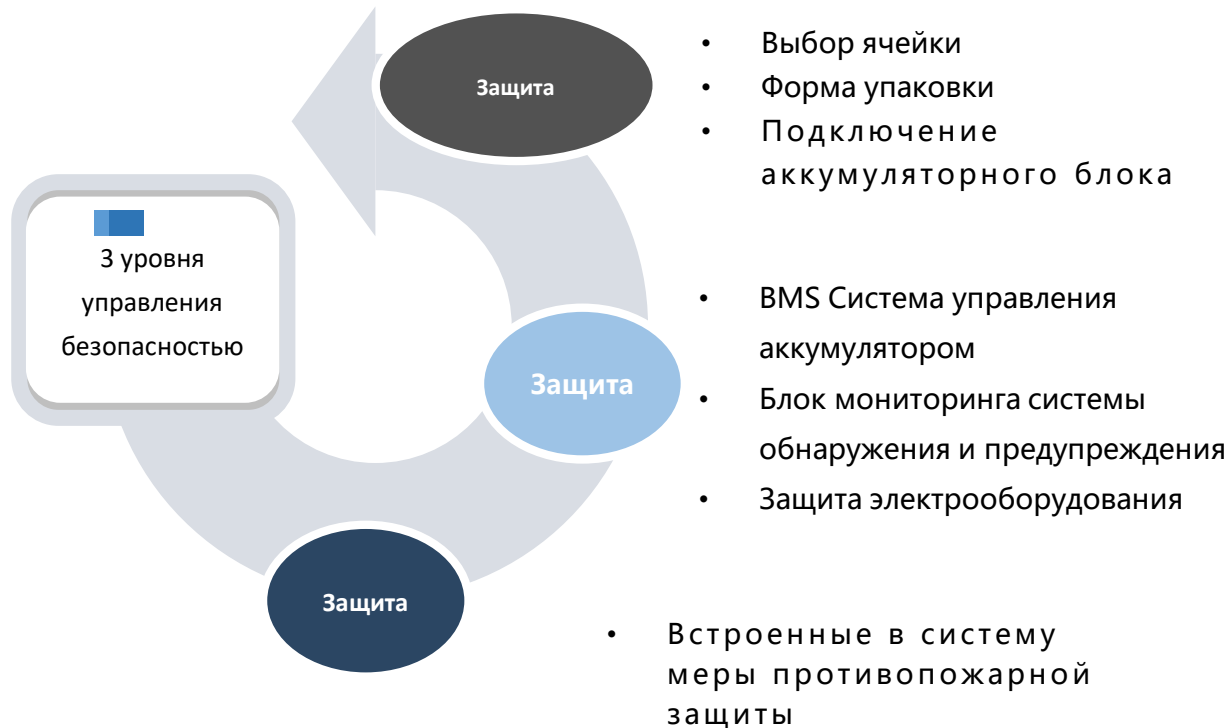 Защита
• Выбор ячейки
• Форма упаковки
• Подключение
аккумуляторного блока
3 уровня
управления
безопасностью
Защита
• BMS Система управления
аккумулятором
• Блок мониторинга системы
обнаружения и предупреждения
• Защита электрооборудования
Защита
• Встроенные в систему
меры противопожарной
защиты